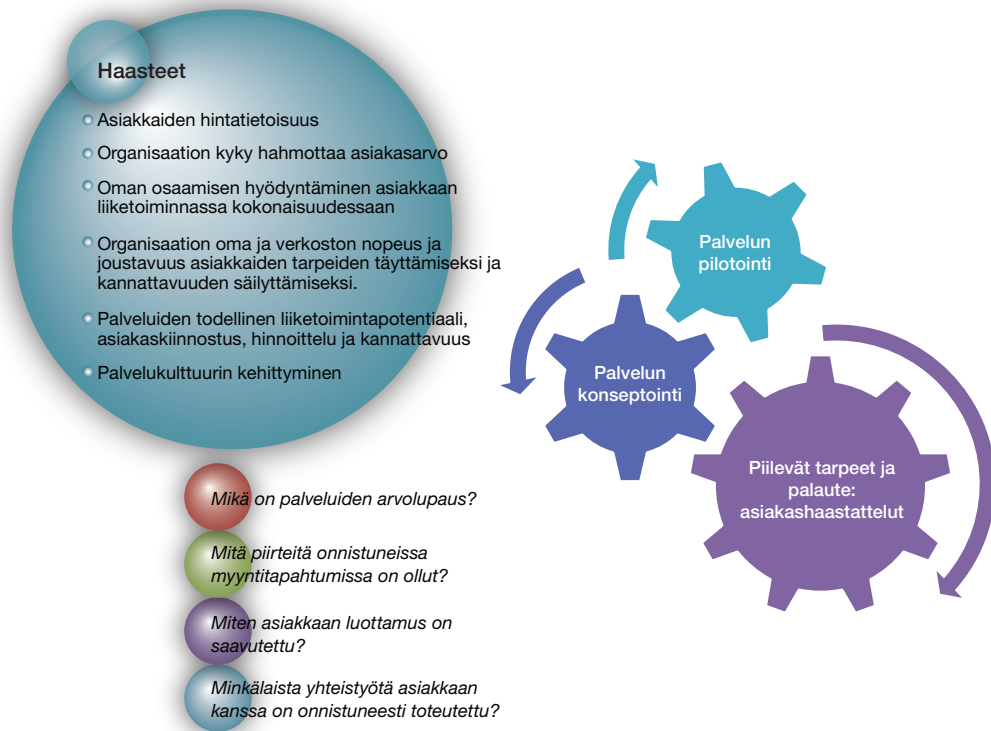 Haasteet
Asiakkaiden hintatietoisuus
Organisaation kyky hahmottaa asiakasarvo
Oman osaamisen hyödyntäminen asiakkaan
liiketoiminnassa kokonaisuudessaan
Organisaation oma ja verkoston nopeus ja
joustavuus asiakkaiden tarpeiden täyttämiseksi ja
kannattavuuden säilyttämiseksi.
Palveluiden todellinen liiketoimintapotentiaali,
asiakaskiinnostus, hinnoittelu ja kannattavuus
Palvelukulttuurin kehittyminen
Mikä on palveluiden arvolupaus?
Mitä piirteitä onnistuneissa
myyntitapahtumissa on ollut?
Miten asiakkaan luottamus on
saavutettu?
Minkälaista yhteistyötä asiakkaan
kanssa on onnistuneesti toteutettu?
Palvelun
pilotointi
Palvelun
konseptointi
Piilevät tarpeet ja
palaute:
asiakashaastattelut